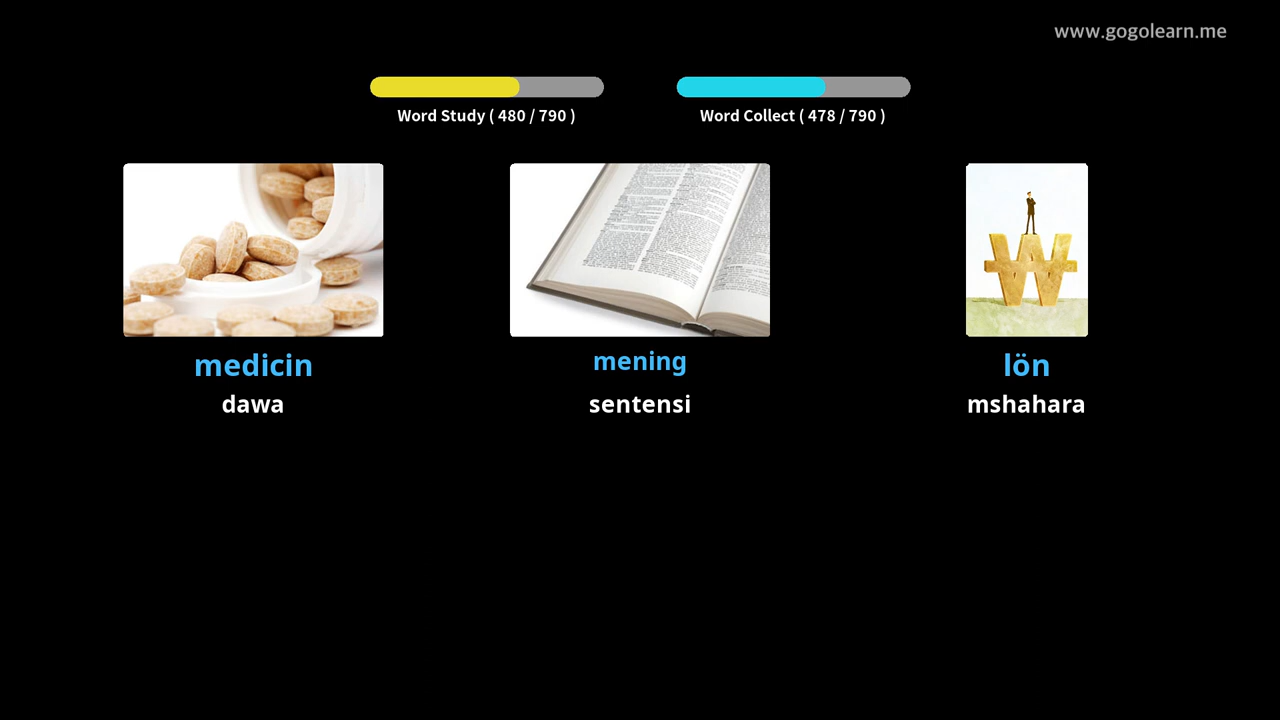 www.gogolearn.me
Word Study ( 480 / 790 )
Word Collect ( 478 / 790 )
medicin
dawa
mening
sentensi
lön
mshahara